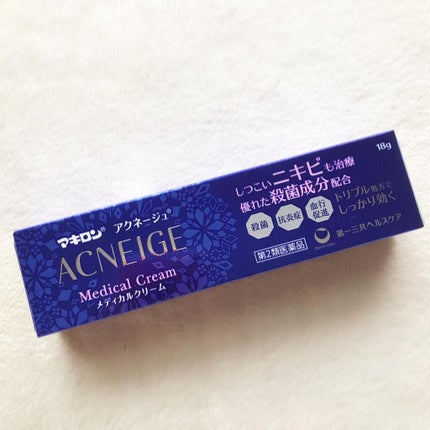 マキロン® アクネージュ®
ACNEIGE
Medical Cream
メディカルクリーム
18g
しつこいニキビも治療
優れた殺菌成分配合
殺菌
抗炎症
血行
促進
トリプル処方で
しっかり効く
第2類医薬品
第一三共ヘルスケア